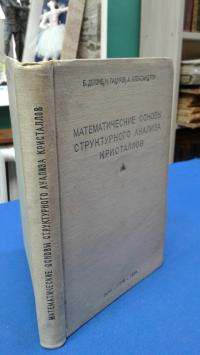 Б. ДЕЛОНЕ, Н. ПАДУРОВ, А. АЛЕКСАНДРОВ
МАТЕМАТИЧЕСКИЕ ОСНОВЫ
СТРУКТУРНОГО АНАЛИЗА
КРИСТАЛЛОВ
МАТЕМАТИЧЕСКИЕ ОСНОВЫ СТРУКТУРНОГО АНАЛИЗА КРИСТАЛЛОВ